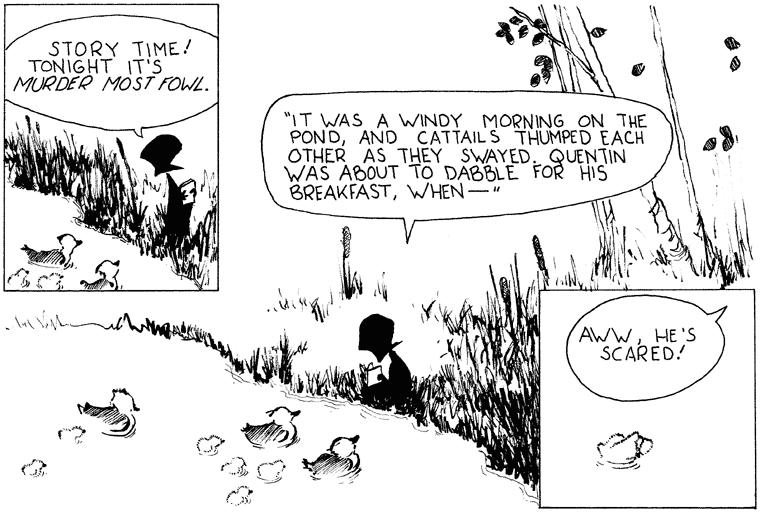 STORY TIME!
TONIGHT IT'S
MURDER MOST FOWL.
"IT WAS A WINDY MORNING ON THE
POND, AND CATTAILS THUMPED EACH
OTHER AS THEY SWAYED. QUENTIN
WAS ABOUT TO DABBLE FOR HIS
BREAKFAST, WHEN—"
AWW, HE'S
SCARED!